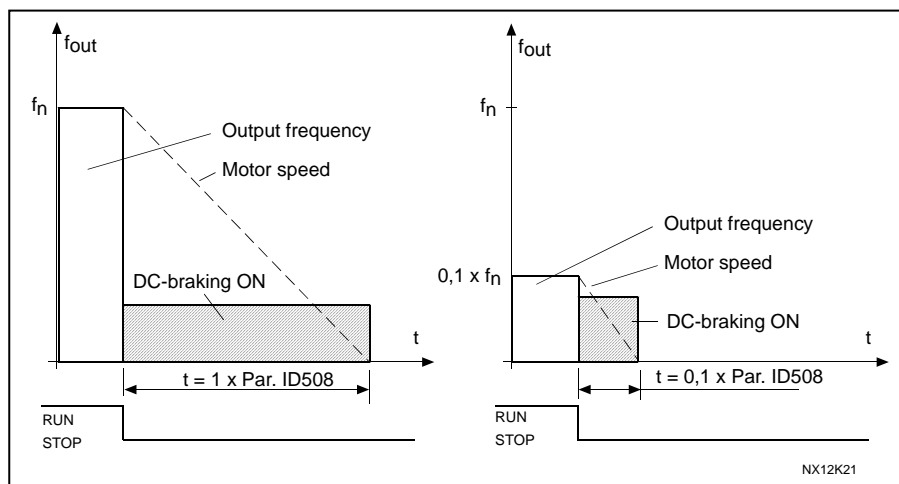 fout
fn
Output frequency
Motor speed
DC-braking ON
t
t = 1 x Par. ID508
RUN
STOP
fout
fn
Output frequency
Motor speed
0,1 x fn
DC-braking ON
t
t = 0,1 x Par. ID508
RUN
STOP
NX12K21